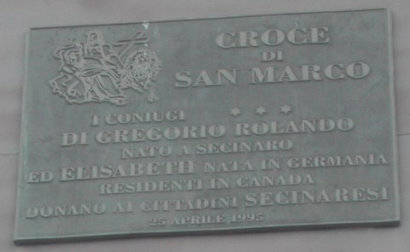 CROCE
DI
SAN MARCO
* * *
I CONIUGI
DI GREGORIO ROLANDO
NATO A SECINARO
ED ELISABETH NATA IN GERMANIA
RESIDENTI IN CANADA
DONANO AI CITTADINI SECINARESI
25 APRILE 1995